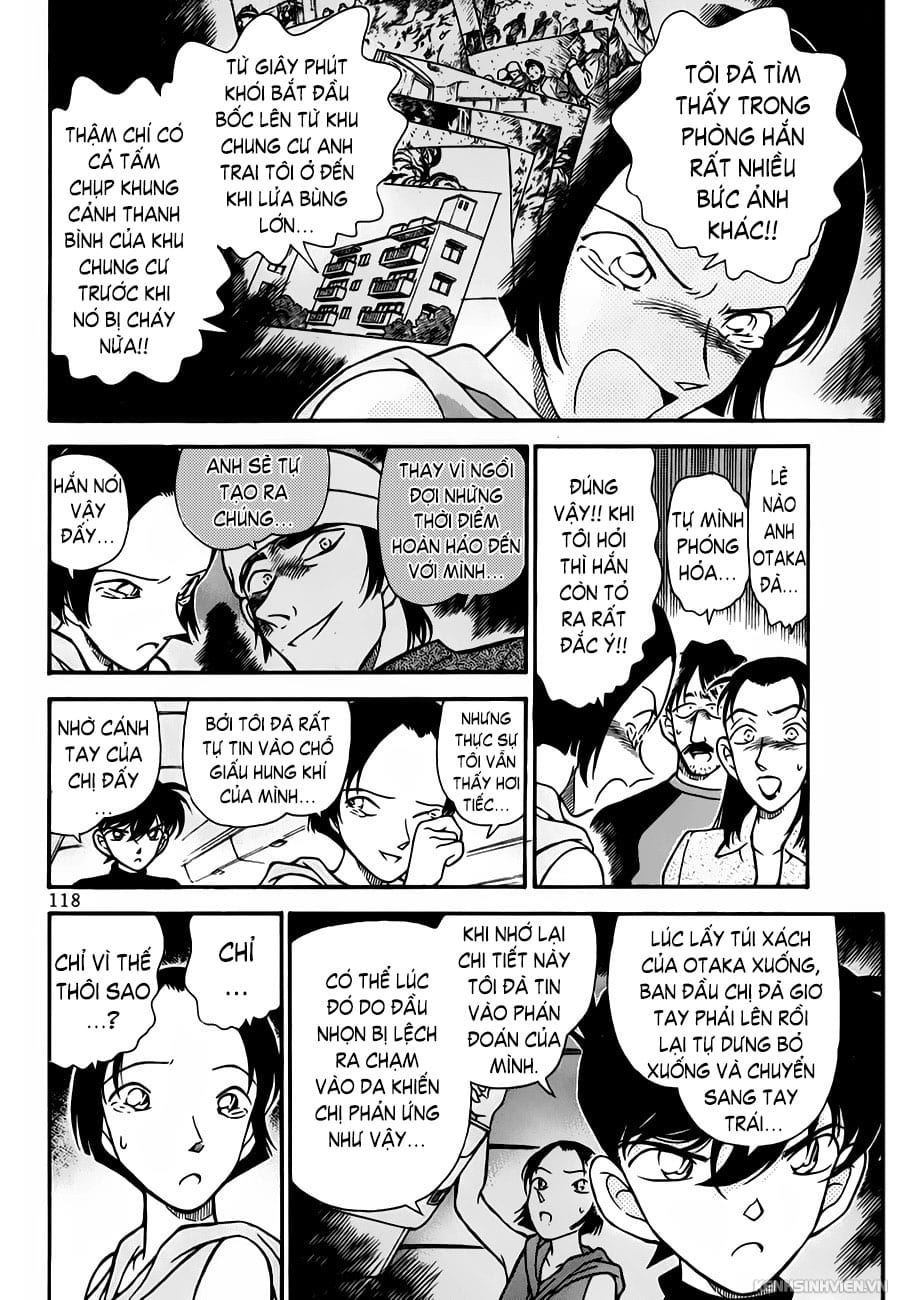 TÔI ĐÃ TÌM
THẤY TRONG
PHÒNG HẮN
RẤT NHIỀU
BỨC ẢNH
KHÁC!!
TỪ GIÂY PHÚT
KHÓI BẮT ĐẦU
BỐC LÊN TỪ KHU
CHUNG CƯ ANH
TRAI TÔI Ở ĐẾN
KHI LỬA BÙNG
LỚN...
THẬM CHÍ CÓ
CẢ TẤM
CHỤP KHUNG
CẢNH THANH
BÌNH CỦA KHU
CHUNG CƯ
TRƯỚC KHI
NÓ BỊ CHÁY
NỮA!!
LẼ
NÀO
ANH
OTAKA
ĐÃ...
TỰ MÌNH
PHÓNG
HỎA...
ĐÚNG
VẬY!! KHI
TÔI HỎI
THÌ HẮN
CÒN TỎ
RA RẤT
ĐẮC Ý!!
THAY VÌ NGỒI
ĐỢI NHỮNG
THỜI ĐIỂM
HOÀN HẢO ĐẾN
VỚI MÌNH...
ANH SẼ TỰ
TẠO RA
CHÚNG...
HẮN NÓI
VẬY
ĐẤY...
NHƯNG
THỰC SỰ
TÔI VẪN
THẤY HƠI
TIẾC...
BỞI TÔI ĐÃ RẤT
TỰ TIN VÀO CHỖ
GIẤU HUNG KHÍ
CỦA MÌNH...
NHỜ CÁNH
TAY CỦA
CHỊ ĐẤY
...
118
LÚC LẤY TÚI XÁCH
CỦA OTAKA XUỐNG,
BAN ĐẦU CHỊ ĐÃ GIƠ
TAY PHẢI LÊN RỒI
LẠI TỰ DƯNG BỎ
XUỐNG VÀ CHUYỂN
SANG TAY
TRÁI...
KHI NHỚ LẠI
CHI TIẾT NÀY
TÔI ĐÃ TIN
VÀO PHÁN
ĐOÁN CỦA
MÌNH.
CÓ THỂ LÚC
ĐÓ DO ĐẦU
NHỌN BỊ LỆCH
RA CHẠM
VÀO DA KHIẾN
CHỊ PHẢN ỨNG
NHƯ VẬY...
CHỈ
...
CHỈ VÌ THẾ
THÔI SAO
...?
KENHSINHVIEN.VN